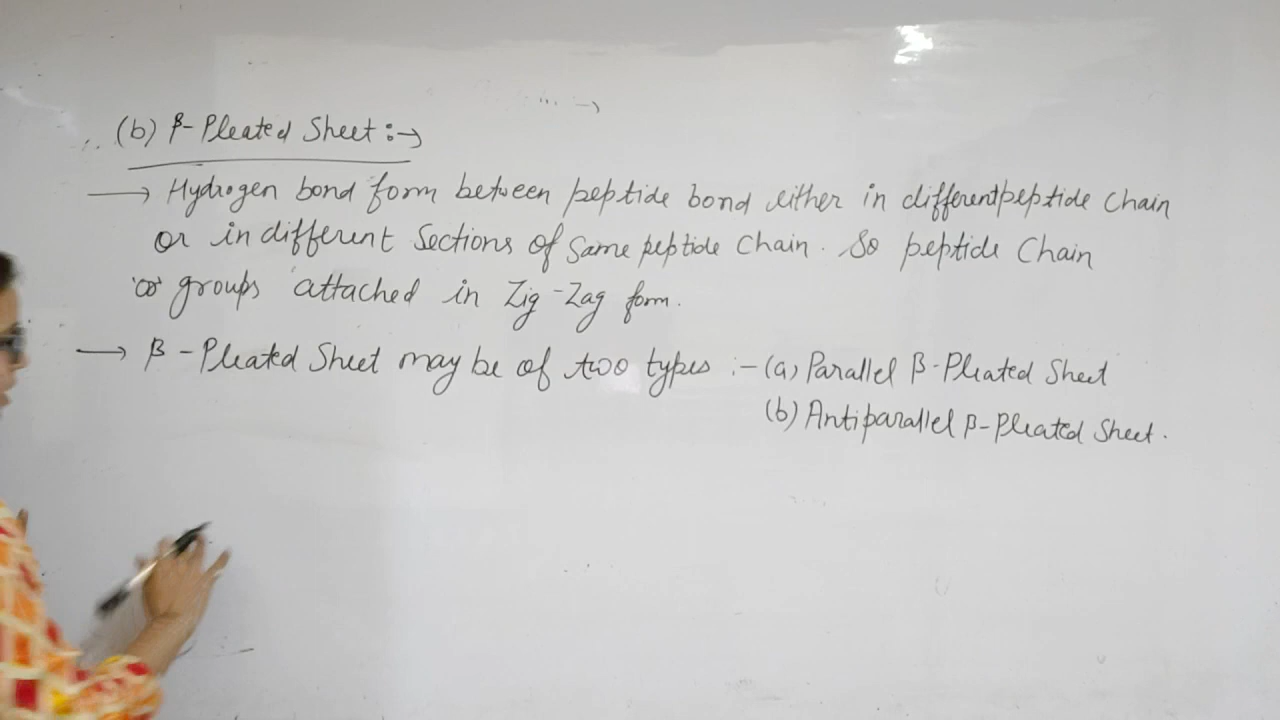 (b) β-Pleated Sheet :→
→ Hydrogen bond form between peptide bond either in different peptide Chain
or in different Sections of Same peptide Chain. So peptide Chain
groups attached in Zig-Zag form.
→ β-Pleated Sheet may be of two types :- (a) Parallel β-Pleated Sheet
(b) Antiparallel β-Pleated Sheet.